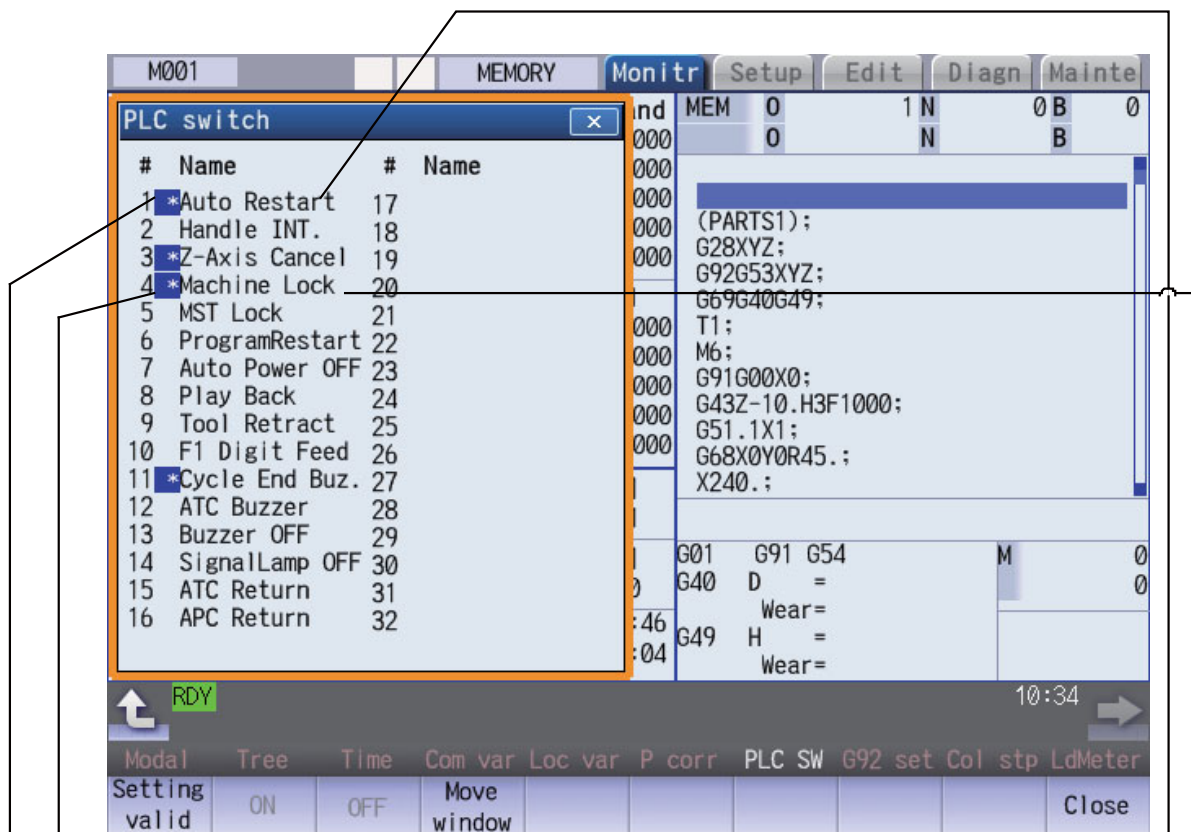 M001 MEMORY Monitr Setup Edit Diagn Mainte
PLC switch ×
# Name # Name
1 *Auto Restart 17
2 Handle INT. 18
3 *Z-Axis Cancel 19
4 *Machine Lock 20
5 MST Lock 21
6 ProgramRestart 22
7 Auto Power OFF 23
8 Play Back 24
9 Tool Retract 25
10 F1 Digit Feed 26
11 *Cycle End Buz. 27
12 ATC Buzzer 28
13 Buzzer OFF 29
14 SignalLamp OFF 30
15 ATC Return 31
16 APC Return 32
nd
000
000
000
000
000
000
000
000
000
000
:46
:04
MEM O 1 N 0 B 0
O N B
(PARTS1);
G28XYZ;
G92G53XYZ;
G69G40G49;
T1;
M6;
G91G00X0;
G43Z-10.H3F1000;
G51.1X1;
G68X0Y0R45.;
X240.;
G01 G91 G54 M 0
G40 D = 0
Wear=
G49 H =
Wear=
RDY 10:34
Modal Tree Time Com var Loc var P corr PLC SW G92 set Col stp LdMeter
Setting valid ON OFF Move window Close